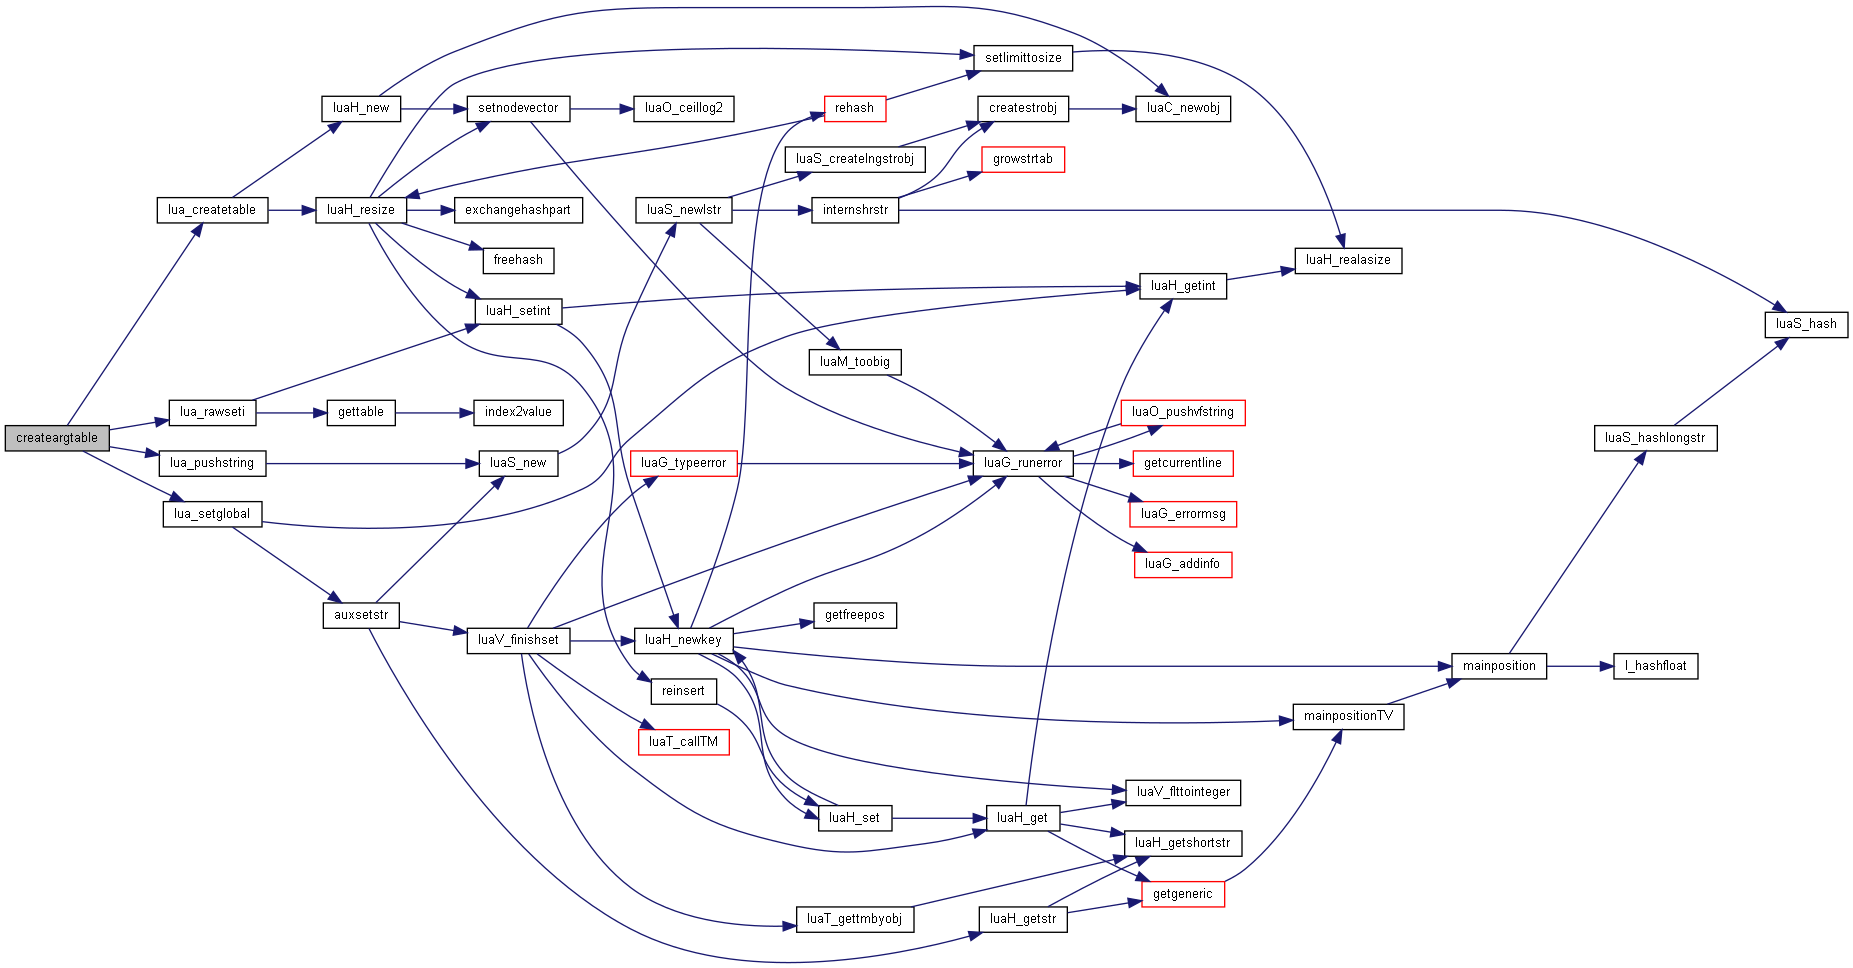 createargtable
lua_createtable
lua_rawseti
lua_pushstring
lua_setglobal
luaH_new
luaH_resize
gettable
auxsetstr
setnodevector
exchangehashpart
freehash
luaH_setint
index2value
luaS_new
luaV_finishset
luaO_ceillog2
luaS_newlstr
luaG_typeerror
luaH_newkey
reinsert
luaT_callTM
rehash
luaS_createlngstrobj
internshrstr
luaM_toobig
getfreepos
luaH_set
luaT_gettmbyobj
setlimittosize
createstrobj
growstrtab
luaG_runerror
luaH_get
luaH_getstr
luaC_newobj
luaH_getint
luaO_pushvfstring
getcurrentline
luaG_errormsg
luaG_addinfo
luaV_flttointeger
luaH_getshortstr
getgeneric
luaH_realasize
mainpositionTV
mainposition
luaS_hashlongstr
l_hashfloat
luaS_hash